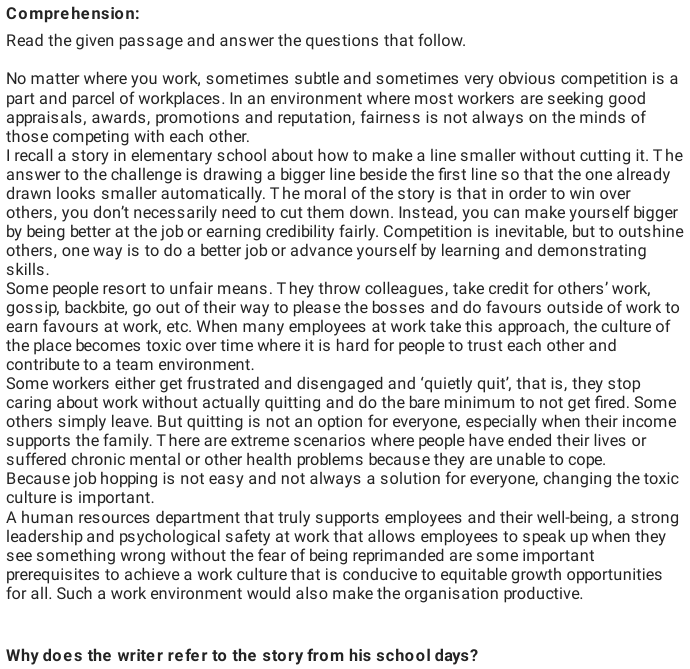 Comprehension:
Read the given passage and answer the questions that follow.
No matter where you work, sometimes subtle and sometimes very obvious competition is a
part and parcel of workplaces. In an environment where most workers are seeking good
appraisals, awards, promotions and reputation, fairness is not always on the minds of
those competing with each other.
I recall a story in elementary school about how to make a line smaller without cutting it. The
answer to the challenge is drawing a bigger line beside the first line so that the one already
drawn looks smaller automatically. The moral of the story is that in order to win over
others, you don’t necessarily need to cut them down. Instead, you can make yourself bigger
by being better at the job or earning credibility fairly. Competition is inevitable, but to outshine
others, one way is to do a better job or advance yourself by learning and demonstrating
skills.
Some people resort to unfair means. They throw colleagues, take credit for others’ work,
gossip, backbite, go out of their way to please the bosses and do favours outside of work to
earn favours at work, etc. When many employees at work take this approach, the culture of
the place becomes toxic over time where it is hard for people to trust each other and
contribute to a team environment.
Some workers either get frustrated and disengaged and ‘quietly quit’, that is, they stop
caring about work without actually quitting and do the bare minimum to not get fired. Some
others simply leave. But quitting is not an option for everyone, especially when their income
supports the family. There are extreme scenarios where people have ended their lives or
suffered chronic mental or other health problems because they are unable to cope.
Because job hopping is not easy and not always a solution for everyone, changing the toxic
culture is important.
A human resources department that truly supports employees and their well-being, a strong
leadership and psychological safety at work that allows employees to speak up when they
see something wrong without the fear of being reprimanded are some important
prerequisites to achieve a work culture that is conducive to equitable growth opportunities
for all. Such a work environment would also make the organisation productive.
Why does the writer refer to the story from his school days?